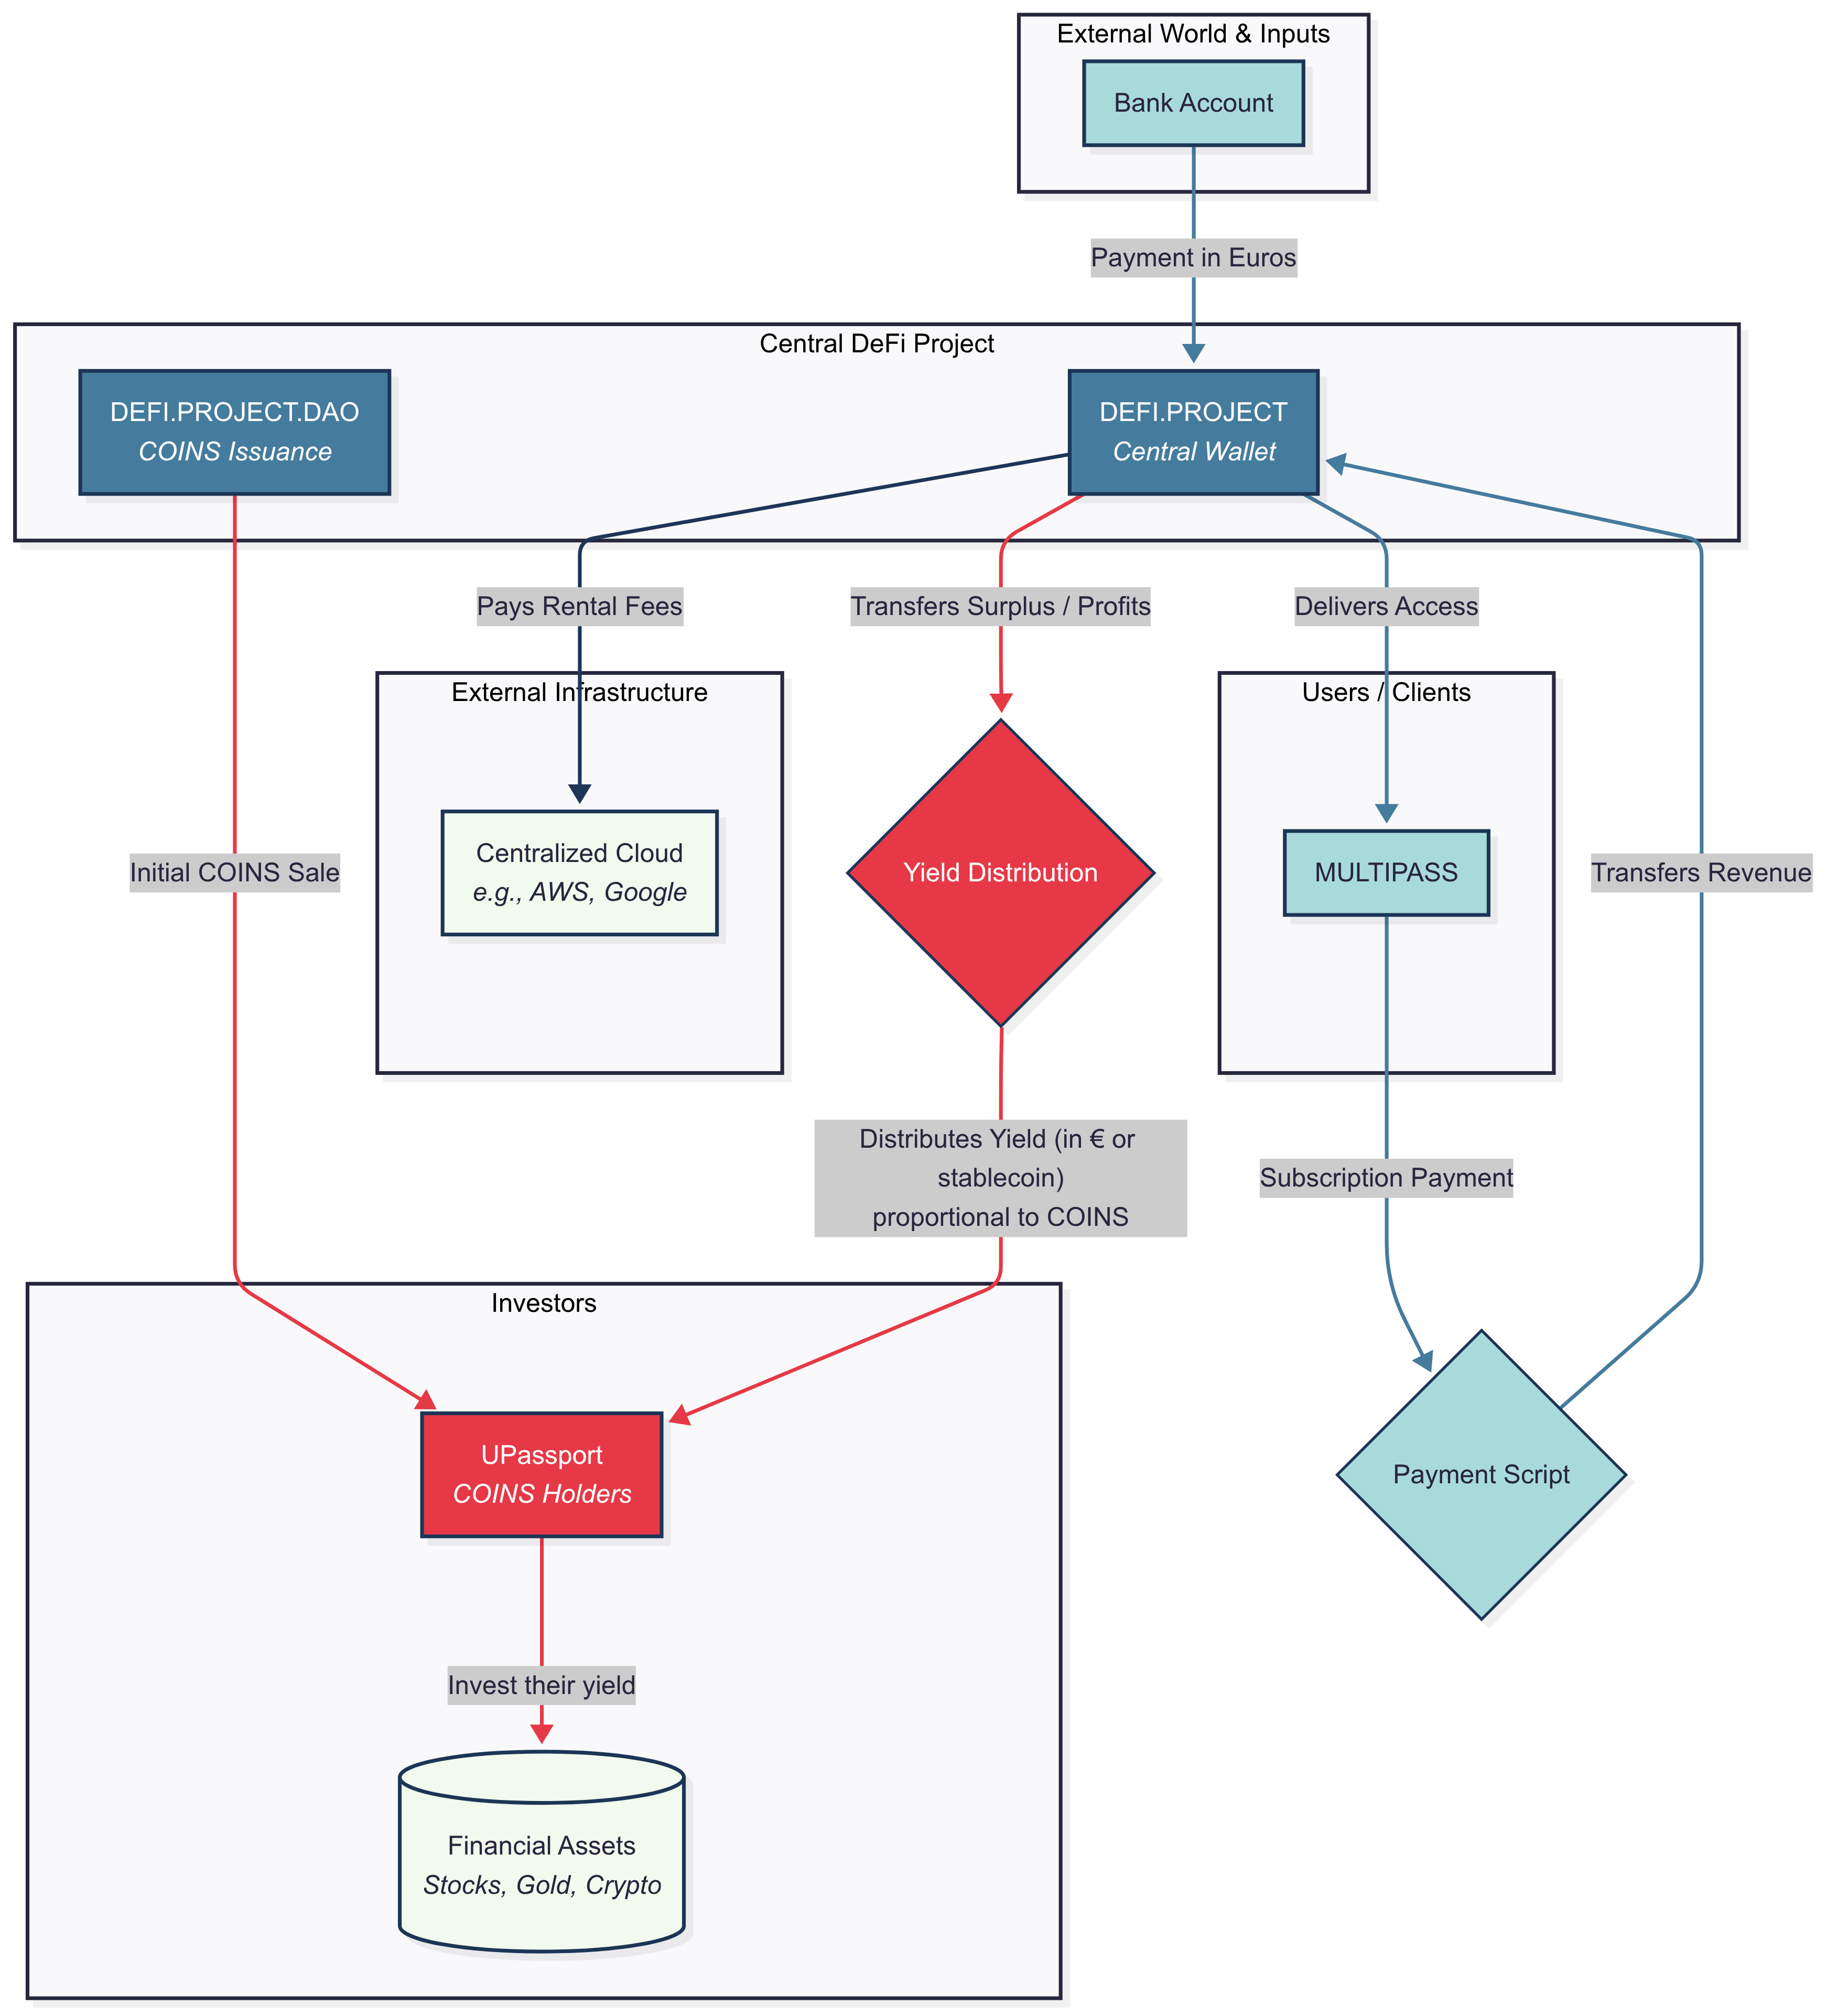 External World & Inputs
Bank Account
Payment in Euros
Central DeFi Project
DEFI.PROJECT.DAO
COINS Issuance
DEFI.PROJECT
Central Wallet
Pays Rental Fees
Transfers Surplus / Profits
Delivers Access
External Infrastructure
Users / Clients
Centralized Cloud
e.g., AWS, Google
Initial COINS Sale
Yield Distribution
MULTIPASS
Transfers Revenue
Distributes Yield (in € or
stablecoin)
proportional to COINS
Subscription Payment
Investors
UPassport
COINS Holders
Payment Script
Invest their yield
Financial Assets
Stocks, Gold, Crypto